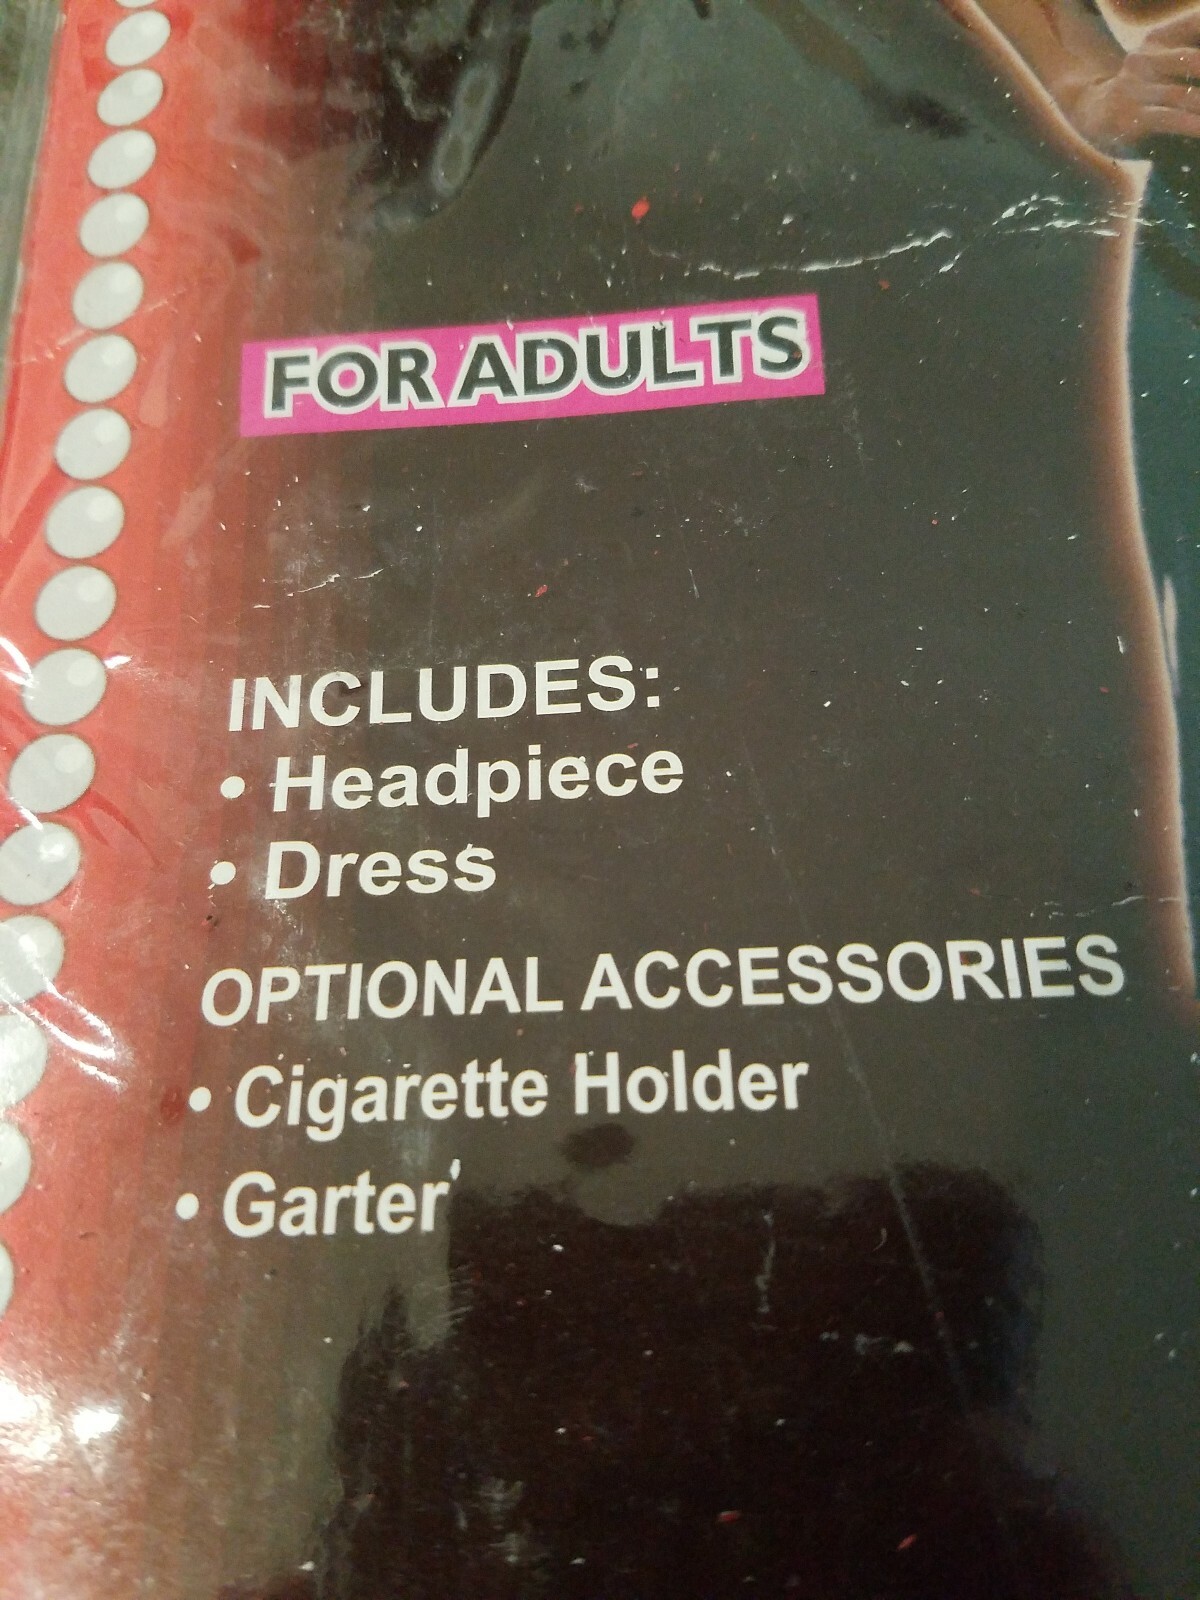 FOR ADULTS
INCLUDES:
• Headpiece
• Dress
OPTIONAL ACCESSORIES
• Cigarette Holder
• Garter